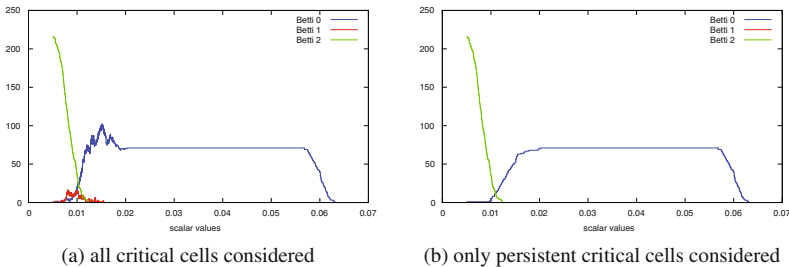 250
200
150
100
50
0
0 0.01 0.02 0.03 0.04 0.05 0.06 0.07
scalar values
Betti 0
Betti 1
Betti 2
(a) all critical cells considered
250
200
150
100
50
0
0 0.01 0.02 0.03 0.04 0.05 0.06 0.07
scalar values
Betti 0
Betti 1
Betti 2
(b) only persistent critical cells considered